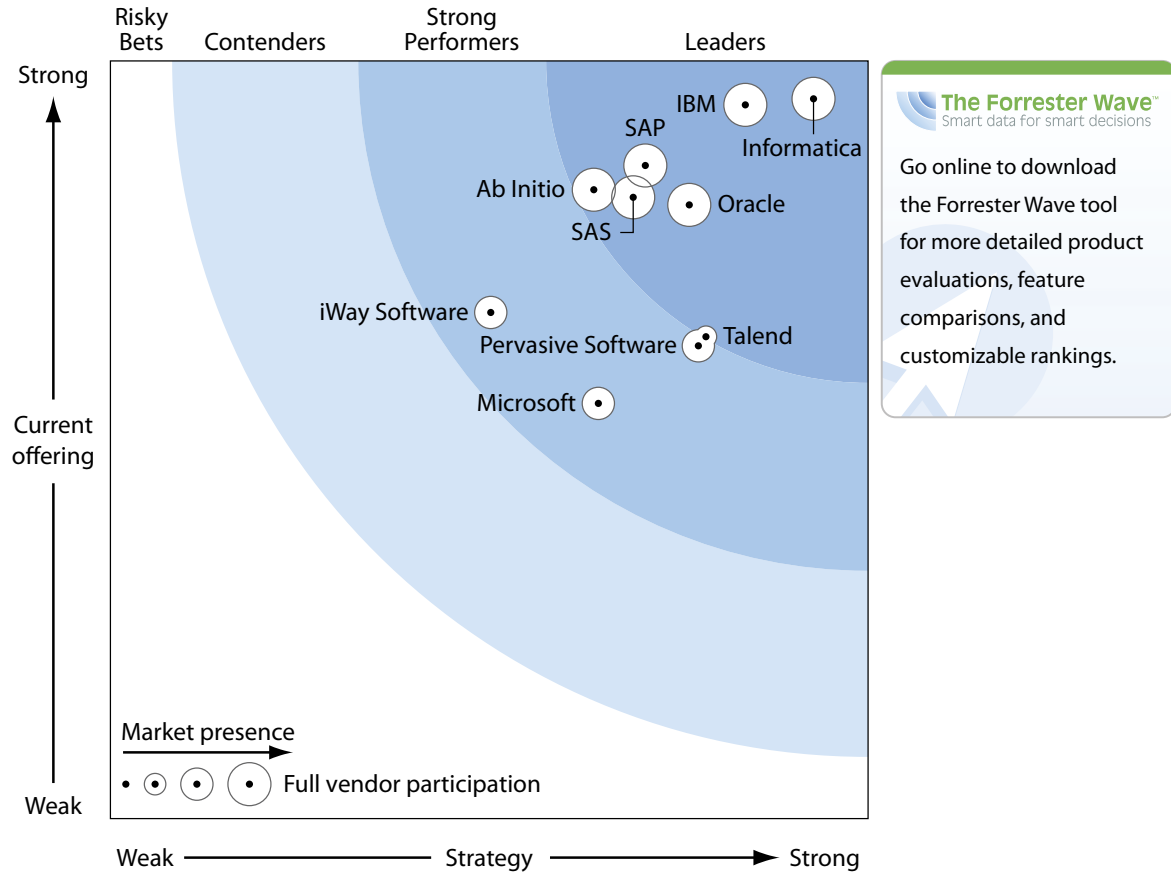 Risky
Bets
Contenders
Strong
Performers
Leaders
Strong
Current
offering
Weak
IBM
Informatica
SAP
Ab Initio
SAS
Oracle
iWay Software
Pervasive Software
Talend
Microsoft
Market presence
Full vendor participation
Weak
Strategy
Strong
The Forrester Wave™
Smart data for smart decisions
Go online to download
the Forrester Wave tool
for more detailed product
evaluations, feature
comparisons, and
customizable rankings.